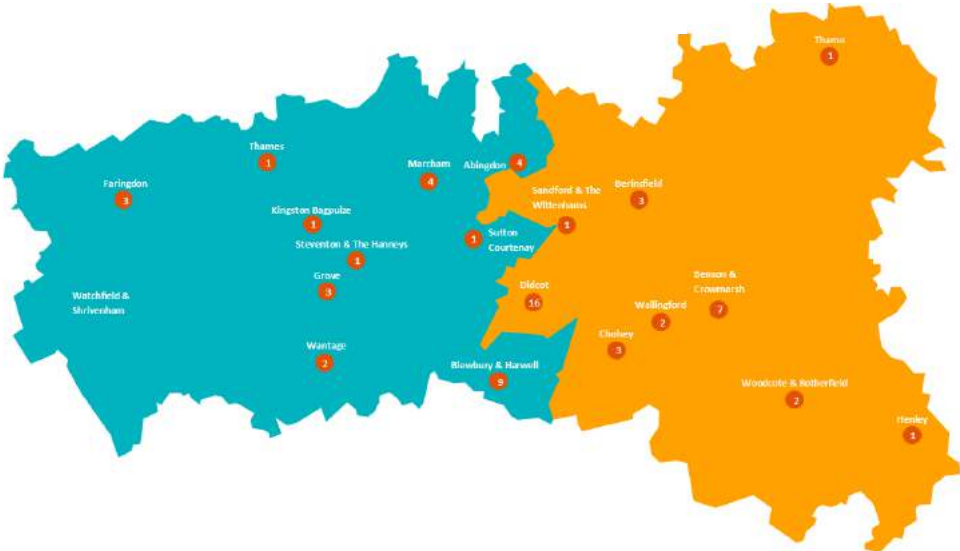 Thame
1
Thames
1
Marcham
4
Abingdon
4
Faringdon
3
Sandford & The
Wittenhams
1
Berinsfield
3
Kingston Bagpuize
1
Sutton
Courtenay
1
Steventon & The Hanneys
1
Grove
3
Didcot
16
Benson &
Crowmarsh
7
Watchfield &
Shrivenham
Wallingford
2
Cholsey
3
Wantage
2
Blewbury & Harwell
9
Woodcote & Rotherfield
2
Henley
1